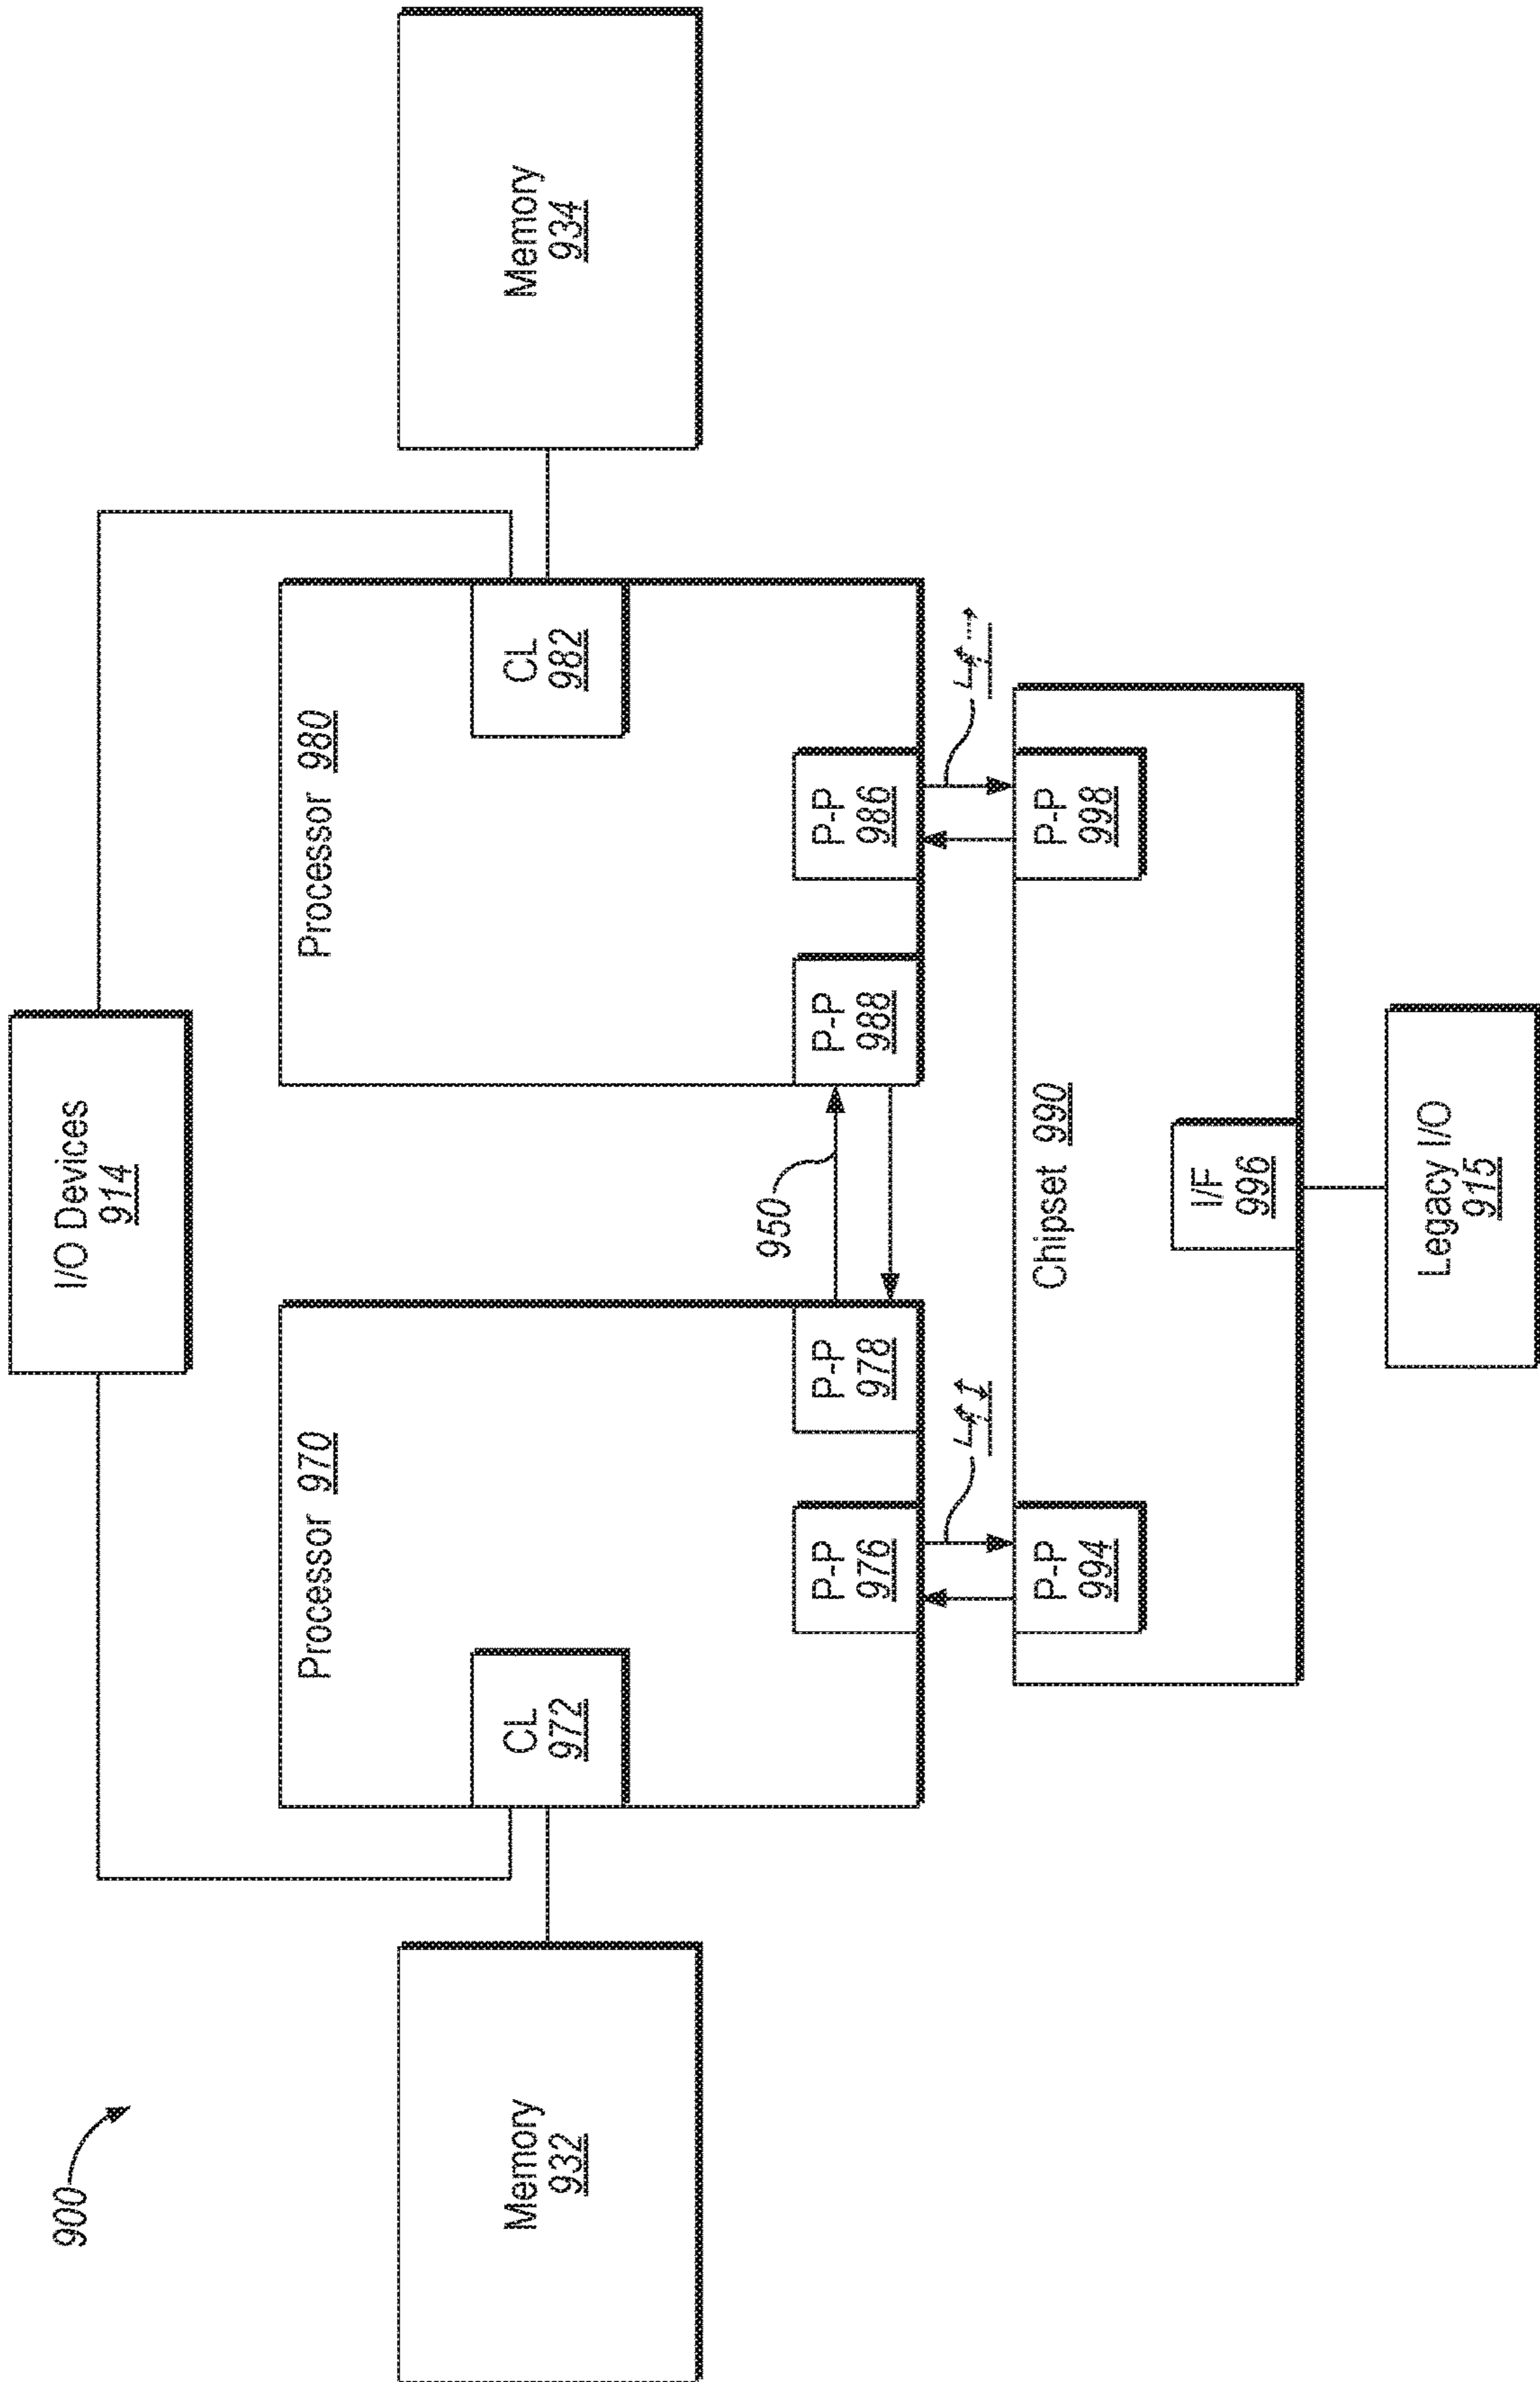 900
I/O Devices
914
Memory
932
Processor 970
CL
972
P-P
976
P-P
978
950
Processor 980
CL
982
P-P
988
P-P
986
Memory
934
Chipset 990
P-P
994
P-P
998
I/F
996
Legacy I/O
915